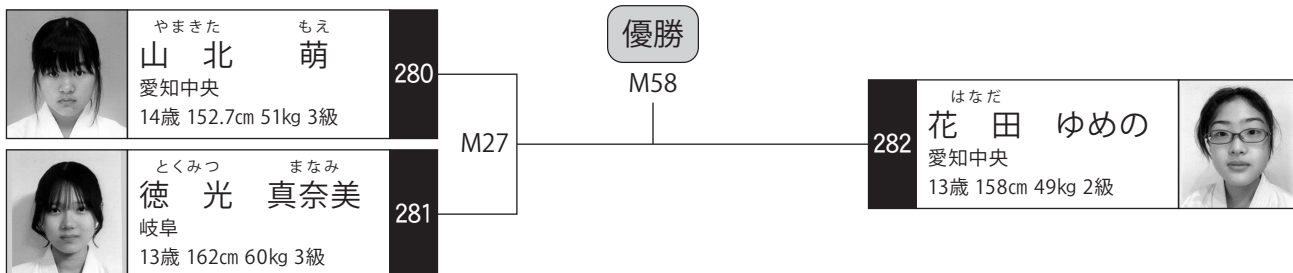 やまきた もえ
山北 萌
愛知中央
14歳 152.7cm 51kg 3級
280
とくみつ まなみ
徳光 真奈美
岐阜
13歳 162cm 60kg 3級
281
M27
優勝
M58
282
はなだ
花田 ゆめの
愛知中央
13歳 158cm 49kg 2級